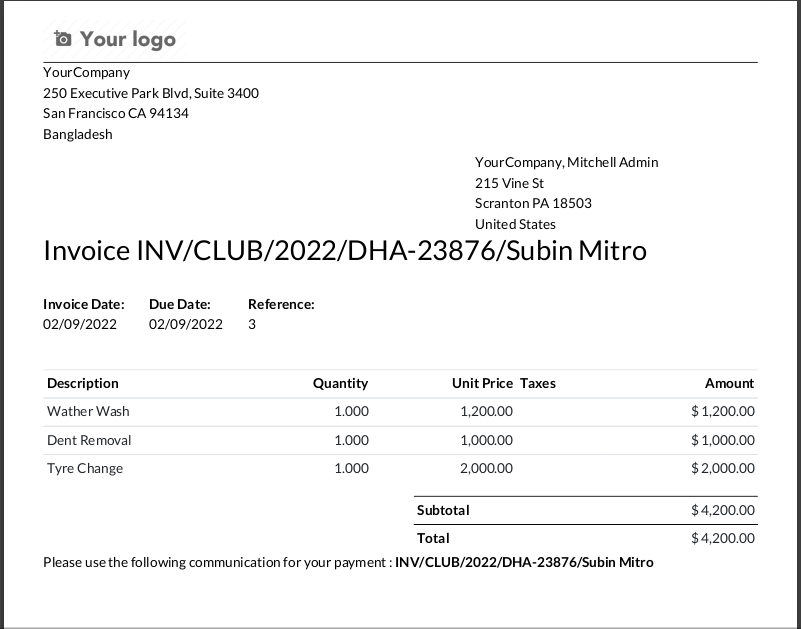 Your logo
YourCompany
250 Executive Park Blvd, Suite 3400
San Francisco CA 94134
Bangladesh
YourCompany, Mitchell Admin
215 Vine St
Scranton PA 18503
United States
Invoice INV/CLUB/2022/DHA-23876/Subin Mitro
Invoice Date: Due Date: Reference:
02/09/2022 02/09/2022 3
Description Quantity Unit Price Taxes Amount
Wather Wash 1.000 1,200.00 $ 1,200.00
Dent Removal 1.000 1,000.00 $ 1,000.00
Tyre Change 1.000 2,000.00 $ 2,000.00
Subtotal $ 4,200.00
Total $ 4,200.00
Please use the following communication for your payment : INV/CLUB/2022/DHA-23876/Subin Mitro